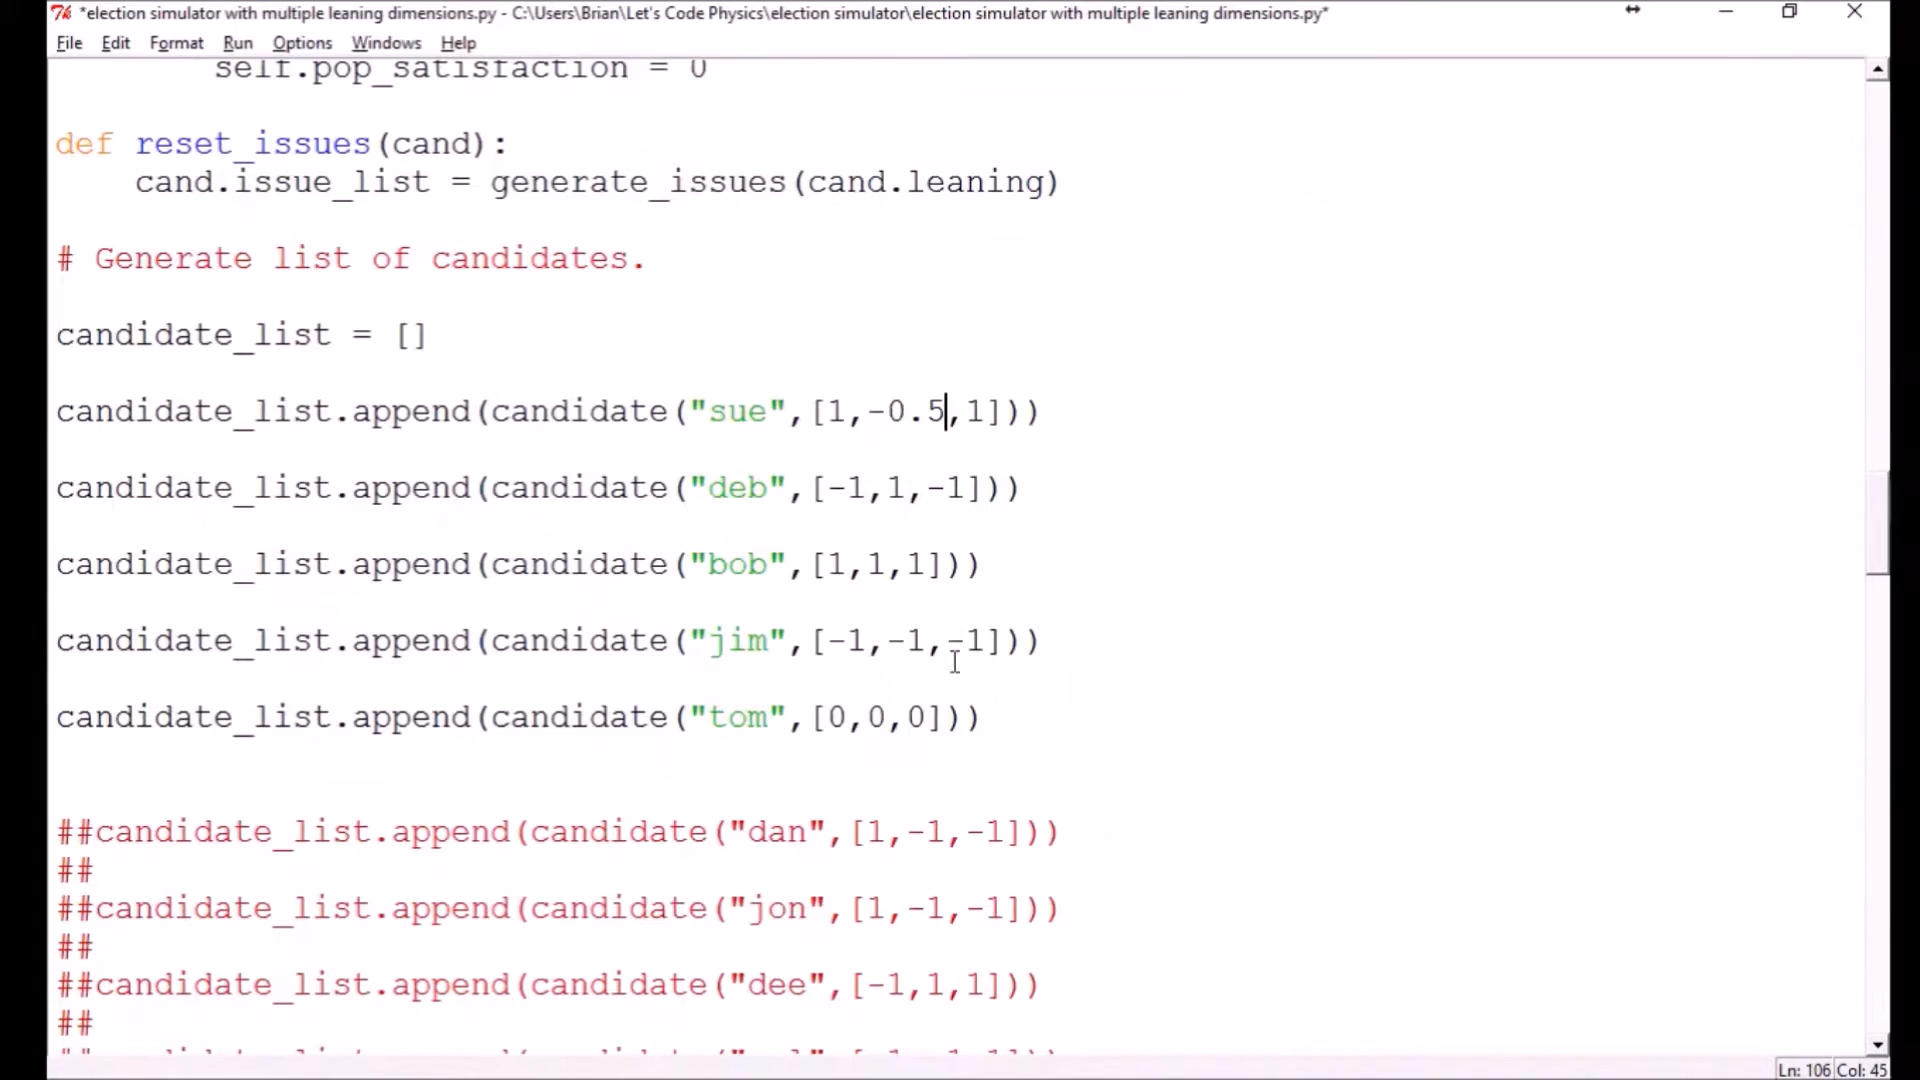 *election simulator with multiple leaning dimensions.py - C:\Users\Brian\Let's Code Physics\election simulator\election simulator with multiple leaning dimensions.py*
File Edit Format Run Options Windows Help
self.pop_satisfaction = 0
def reset_issues(cand):
cand.issue_list = generate_issues(cand.leaning)
# Generate list of candidates.
candidate_list = []
candidate_list.append(candidate("sue",[1,-0.5,1]))
candidate_list.append(candidate("deb",[-1,1,-1]))
candidate_list.append(candidate("bob",[1,1,1]))
candidate_list.append(candidate("jim",[-1,-1,-1]))
candidate_list.append(candidate("tom",[0,0,0]))
##candidate_list.append(candidate("dan",[1,-1,-1]))
##
##candidate_list.append(candidate("jon",[1,-1,-1]))
##
##candidate_list.append(candidate("dee",[-1,1,1]))
##
Ln: 106 Col: 45